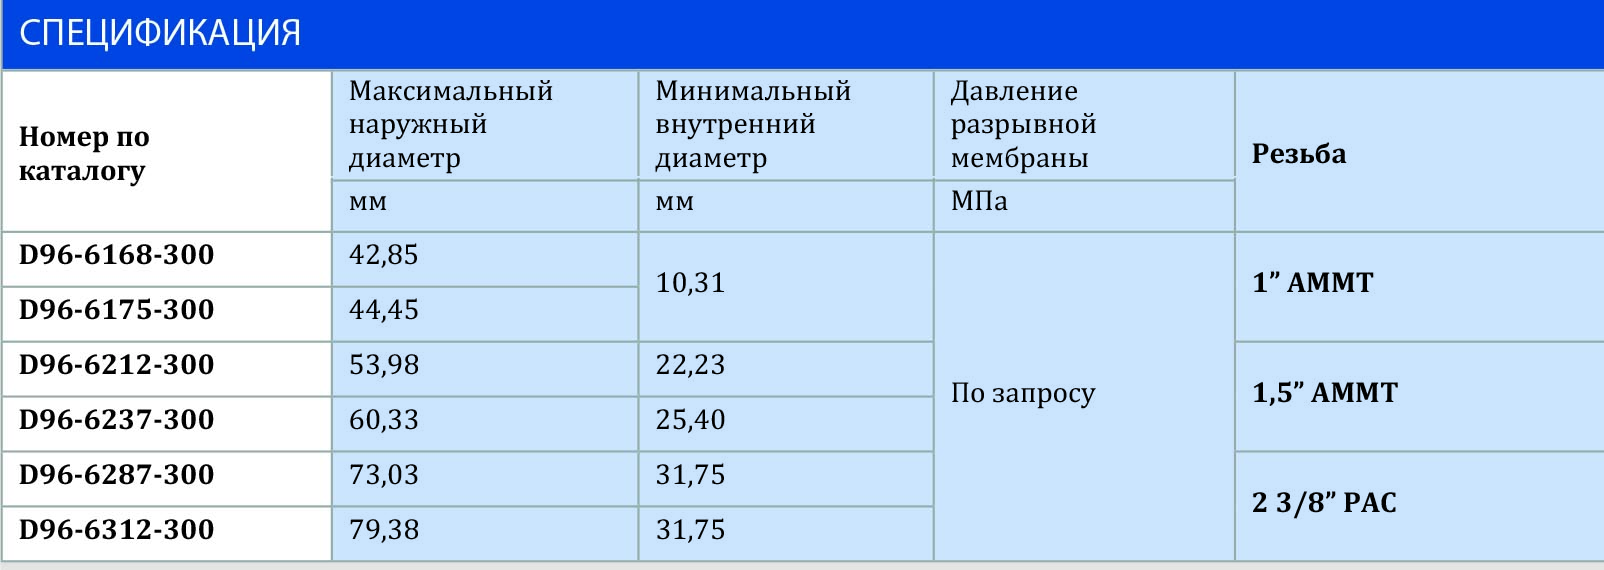 СПЕЦИФИКАЦИЯ
Номер по
каталогу
Максимальный
наружный
диаметр
Минимальный
внутренний
диаметр
Давление
разрывной
мембраны
Резьба
мм
мм
МПа
D96-6168-300
42,85
10,31
1” АММТ
D96-6175-300
44,45
D96-6212-300
53,98
22,23
По запросу
1,5” АММТ
D96-6237-300
60,33
25,40
D96-6287-300
73,03
31,75
2 3/8” РАС
D96-6312-300
79,38
31,75